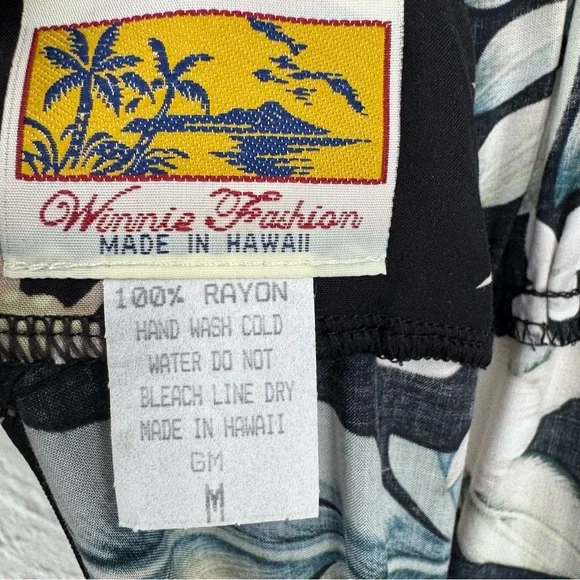 Winnie Fashion
MADE IN HAWAII
100% RAYON
HAND WASH COLD
WATER DO NOT
BLEACH LINE DRY
MADE IN HAWAII
GM
M